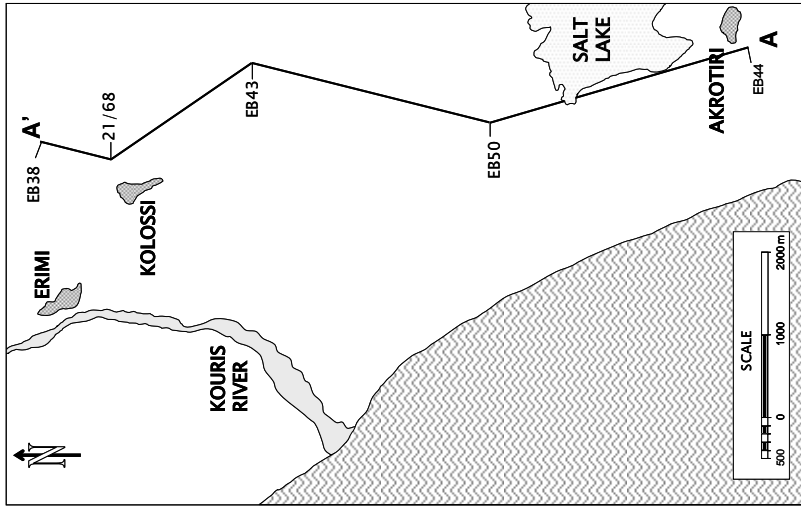 SALT
LAKE
AKROTIRI
A
EB44
A'
EB38
21/68
EB43
EB50
ERIMI
KOLOSSI
KOURIS
RIVER
N
SCALE
500 0 1000 2000 m